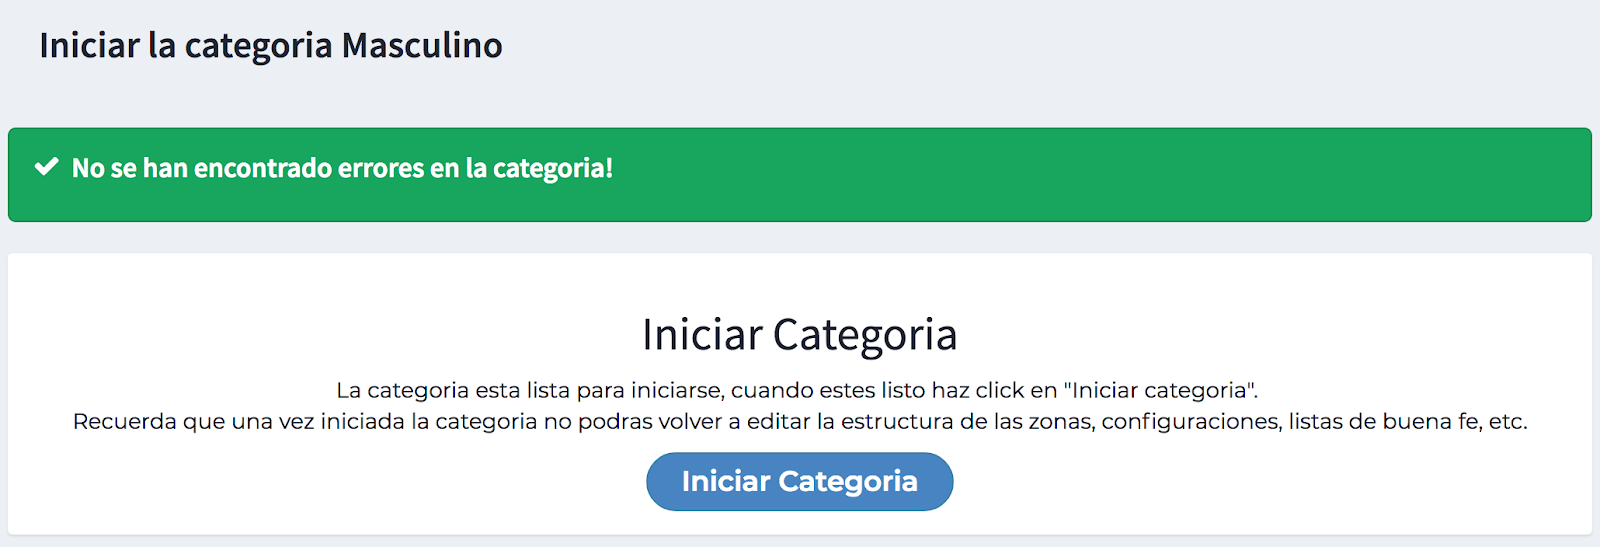 Iniciar la categoria Masculino
No se han encontrado errores en la categoria!
Iniciar Categoria
La categoria esta lista para iniciarse, cuando estes listo haz click en "Iniciar categoria".
Recuerda que una vez iniciada la categoria no podras volver a editar la estructura de las zonas, configuraciones, listas de buena fe, etc.
Iniciar Categoria